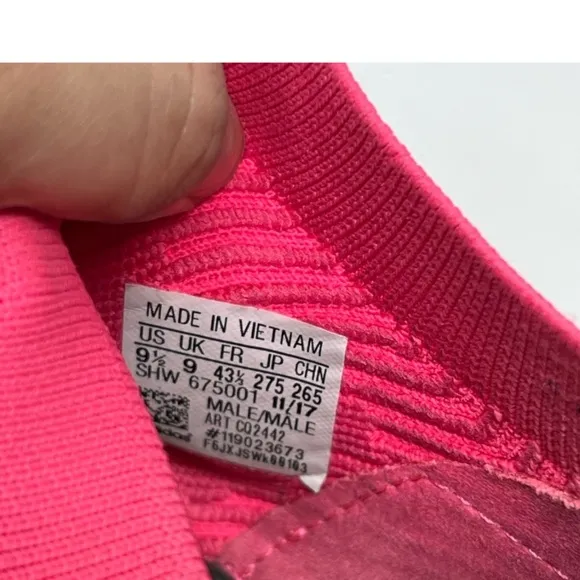 MADE IN VIETNAM
US UK FR JP CHN
9½ 9 43⅓ 275 265
SHW 675001 11/17
MALE/MÂLE
ART CQ2442
#119023673